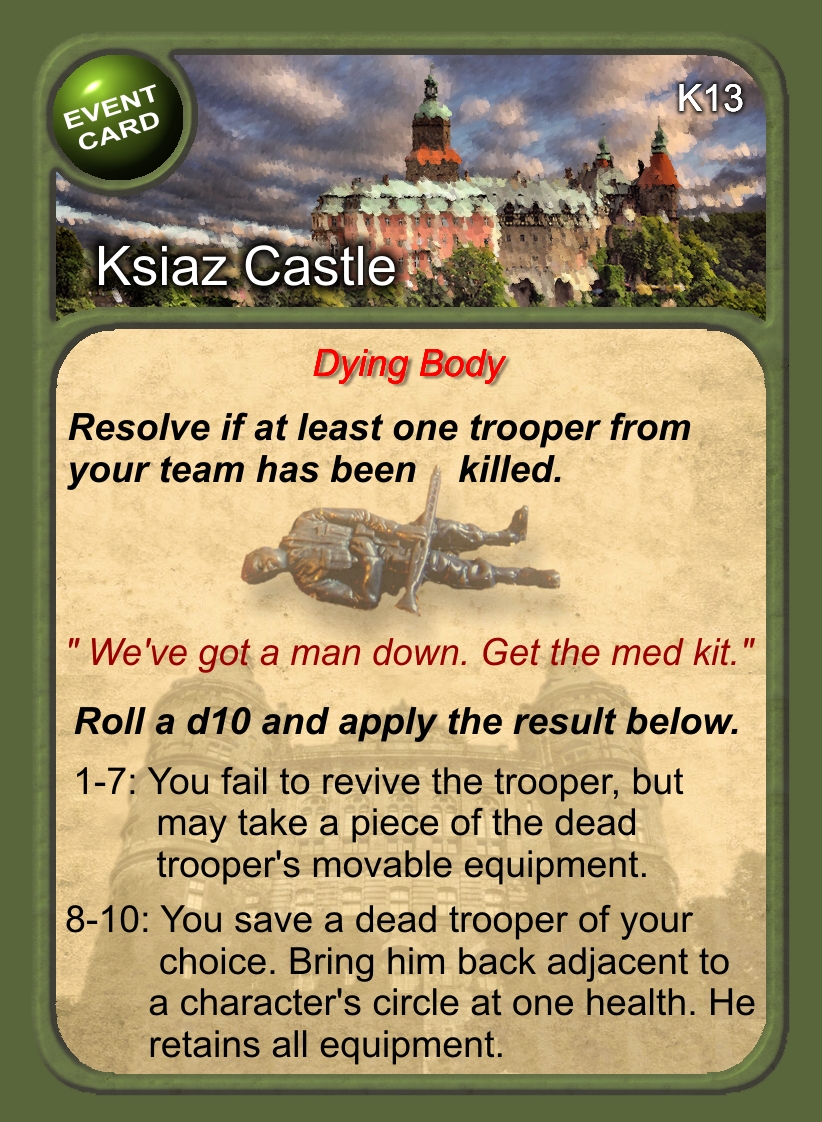 EVENT
CARD
K13
Ksiaz Castle
Dying Body
Resolve if at least one trooper from
your team has been killed.
" We've got a man down. Get the med kit."
Roll a d10 and apply the result below.
1-7: You fail to revive the trooper, but
may take a piece of the dead
trooper's movable equipment.
8-10: You save a dead trooper of your
choice. Bring him back adjacent to
a character's circle at one health. He
retains all equipment.